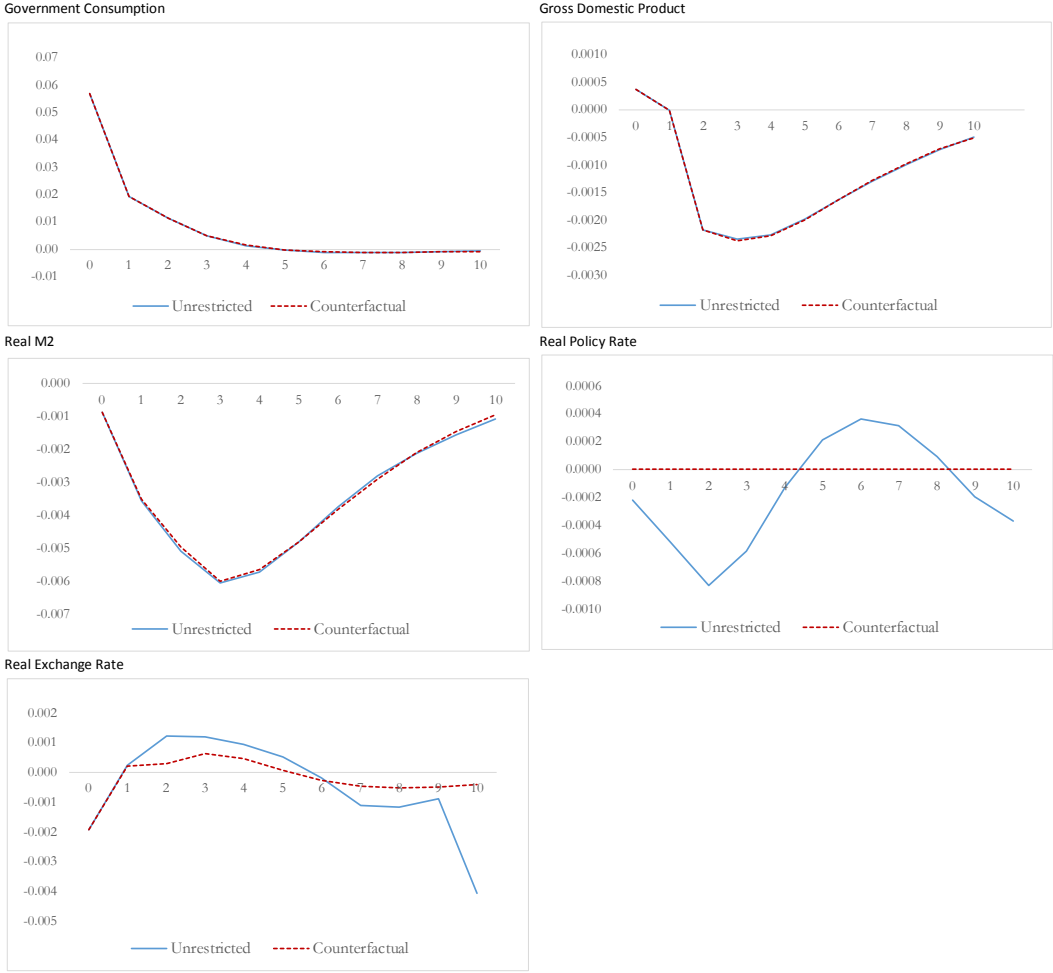 Government Consumption
0.07
0.06
0.05
0.04
0.03
0.02
0.01
0.00
-0.01
0 1 2 3 4 5 6 7 8 9 10
Unrestricted Counterfactual
Gross Domestic Product
0.0010
0.0005
0.0000
-0.0005
-0.0010
-0.0015
-0.0020
-0.0025
-0.0030
0 1 2 3 4 5 6 7 8 9 10
Unrestricted Counterfactual
Real M2
0.000
-0.001
-0.002
-0.003
-0.004
-0.005
-0.006
-0.007
0 1 2 3 4 5 6 7 8 9 10
Unrestricted Counterfactual
Real Policy Rate
0.0006
0.0004
0.0002
0.0000
-0.0002
-0.0004
-0.0006
-0.0008
-0.0010
0 1 2 3 4 5 6 7 8 9 10
Unrestricted Counterfactual
Real Exchange Rate
0.002
0.001
0.000
-0.001
-0.002
-0.003
-0.004
-0.005
0 1 2 3 4 5 6 7 8 9 10
Unrestricted Counterfactual